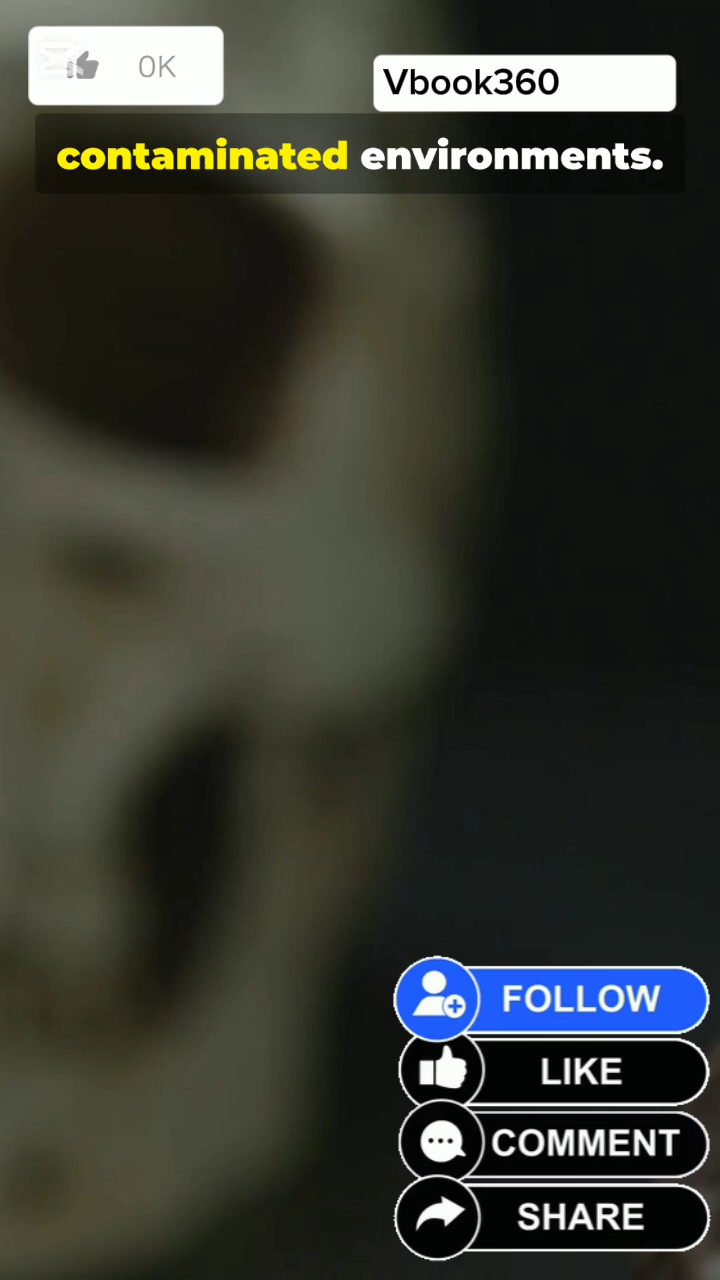 0K
Vbook360
contaminated environments.
FOLLOW
LIKE
COMMENT
SHARE